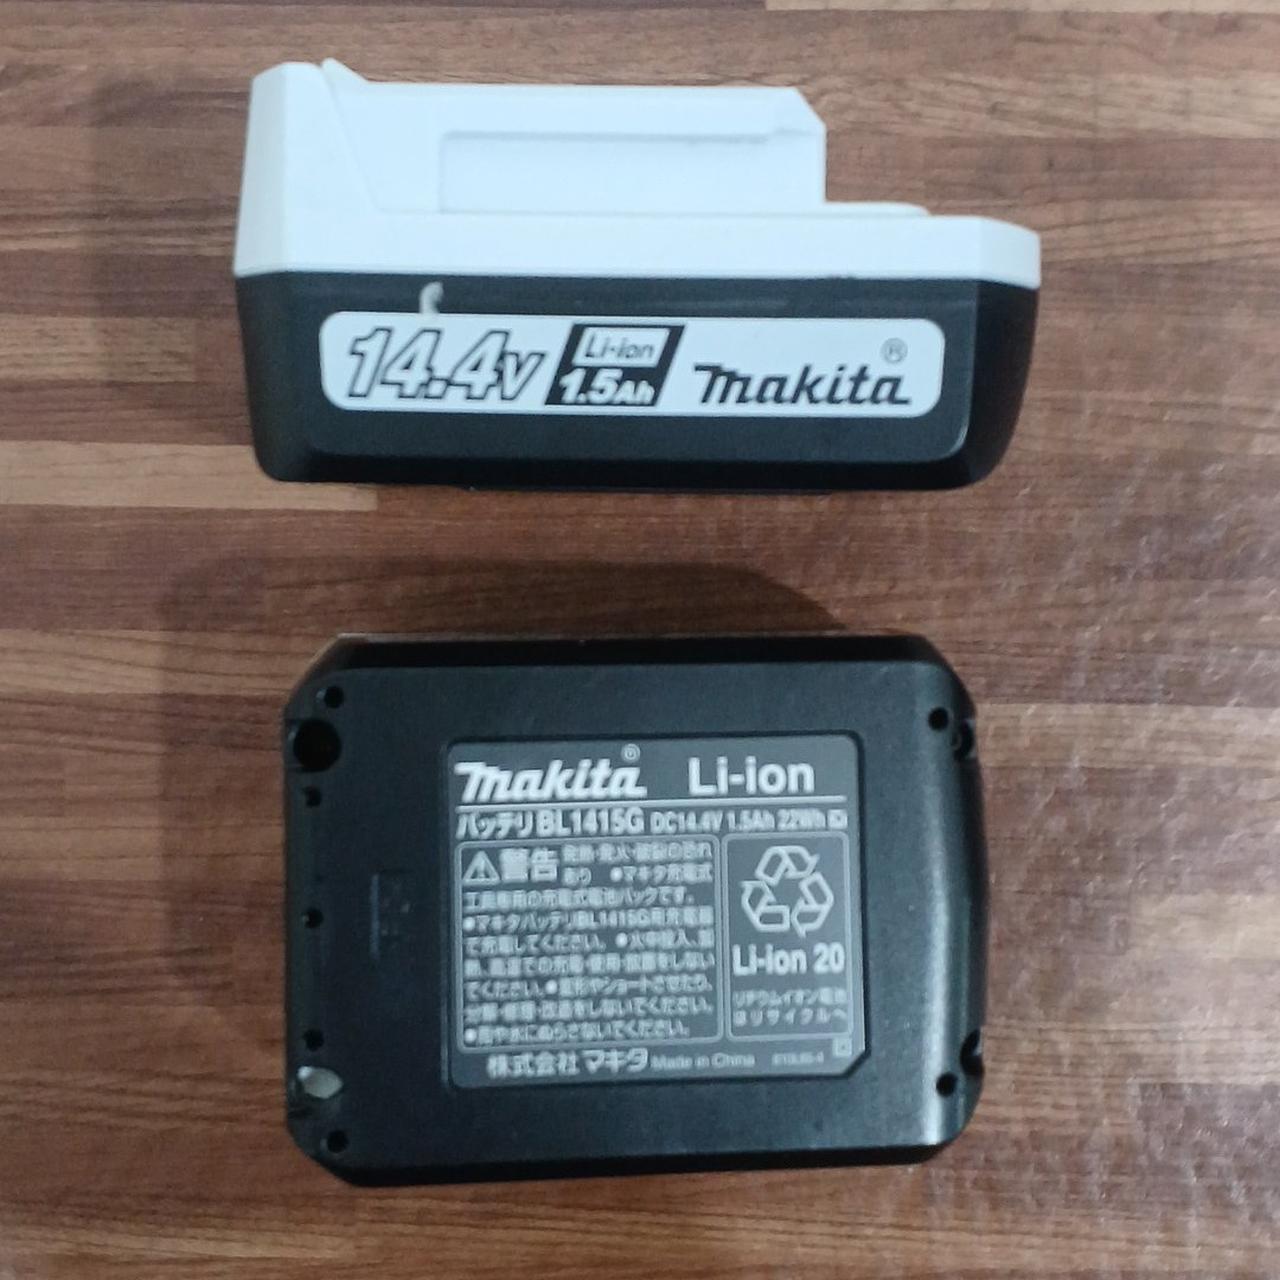 14.4V
Li-ion
1.5Ah
makita®
makita® Li-ion
バッテリBL1415G DC14.4V 1.5Ah 22Wh
警告 発熱・発火・破裂の恐れ
あり ●マキタ充電式
工具専用の充電式電池パックです。
●マキタバッテリBL1415G用充電器
で充電してください。 ●火中投入、加
熱、高温での充電・使用・放置をしない
でください。●変形やショートさせたり、
分解・修理・改造をしないでください。
●雨や水にぬらさないでください。
Li-ion 20
リチウムイオン電池
はリサイクルへ
株式会社マキタ Made in China